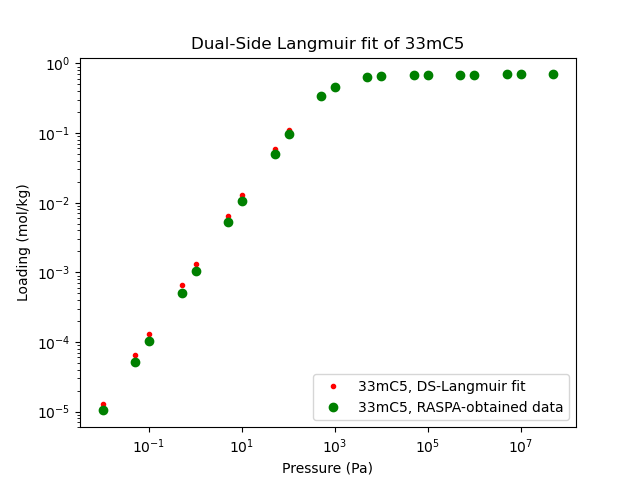 Dual-Side Langmuir fit of 33mC5
Loading (mol/kg)
10⁰
10⁻¹
10⁻²
10⁻³
10⁻⁴
10⁻⁵
33mC5, DS-Langmuir fit
33mC5, RASPA-obtained data
10⁻¹ 10¹ 10³ 10⁵ 10⁷
Pressure (Pa)